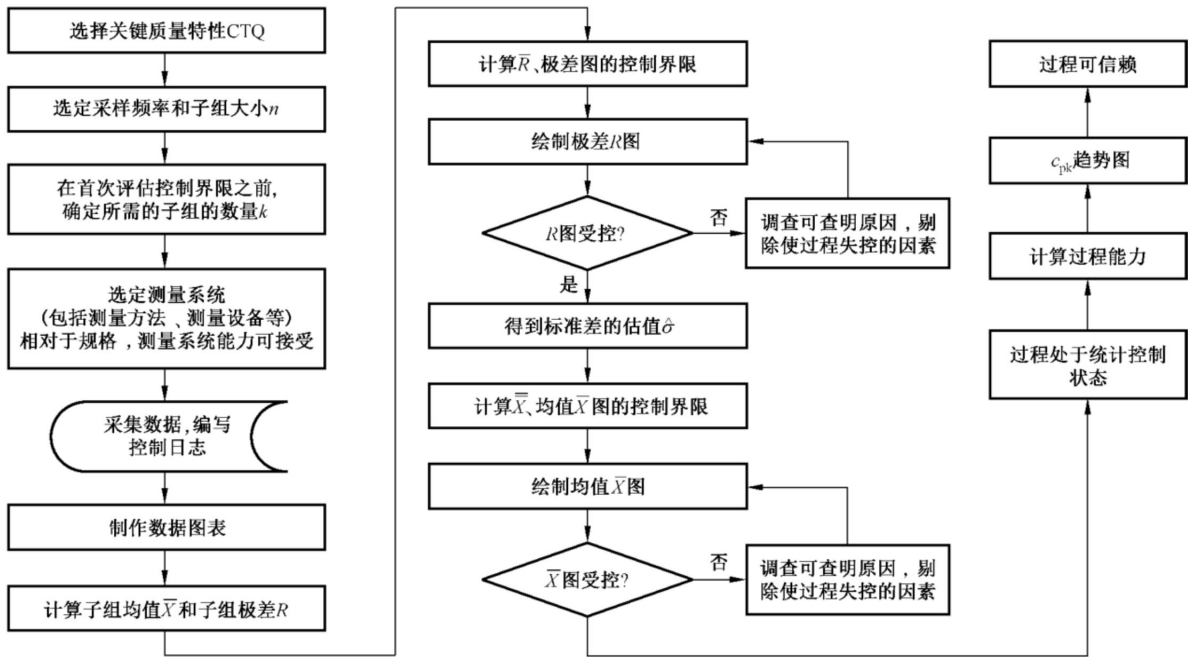 选择关键质量特性CTQ
选定采样频率和子组大小n
在首次评估控制界限之前,
确定所需的子组的数量k
选定测量系统
(包括测量方法、测量设备等)
相对于规格,测量系统能力可接受
采集数据,编写
控制日志
制作数据图表
计算子组均值X̅和子组极差R
计算R̅、极差图的控制界限
绘制极差R图
R图受控?
否
调查可查明原因,剔
除使过程失控的因素
是
得到标准差的估值σ̂
计算X̿、均值X̅图的控制界限
绘制均值X̅图
X̅图受控?
否
调查可查明原因,剔
除使过程失控的因素
过程可信赖
cpk趋势图
计算过程能力
过程处于统计控制
状态